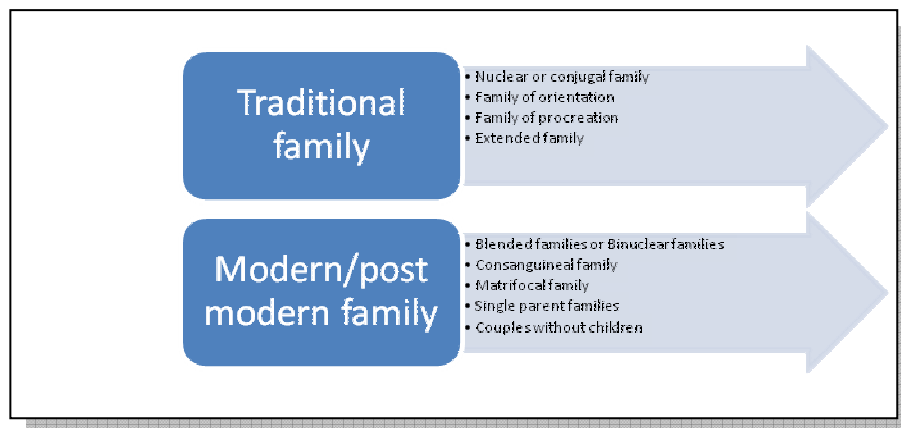 Traditional
family
• Nuclear or conjugal family
• Family of orientation
• Family of procreation
• Extended family
Modern/post
modern family
• Blended families or Binuclear families
• Consanguineal family
• Matrifocal family
• Single parent families
• Couples without children